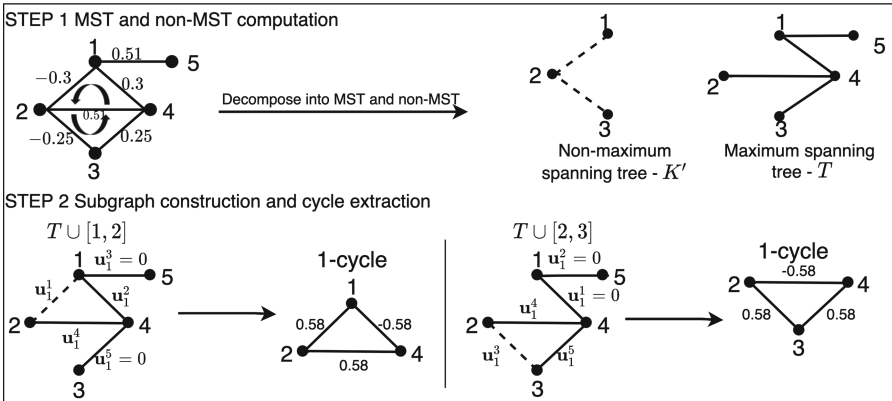 STEP 1 MST and non-MST computation
1
0.51
5
−0.3
0.3
2
0.51
4
−0.25
0.25
3
Decompose into MST and non-MST
1
2
3
Non-maximum
spanning tree - K′
1
5
2
4
3
Maximum spanning
tree - T
STEP 2 Subgraph construction and cycle extraction
T ∪ [1, 2]
1
u₁³ = 0
5
u₁¹
u₁²
2
u₁⁴
4
u₁⁵ = 0
3
1-cycle
1
0.58
-0.58
2
4
0.58
T ∪ [2, 3]
1
u₁² = 0
5
u₁¹ = 0
u₁⁴
2
4
u₁³
u₁⁵
3
1-cycle
-0.58
2
4
0.58
0.58
3